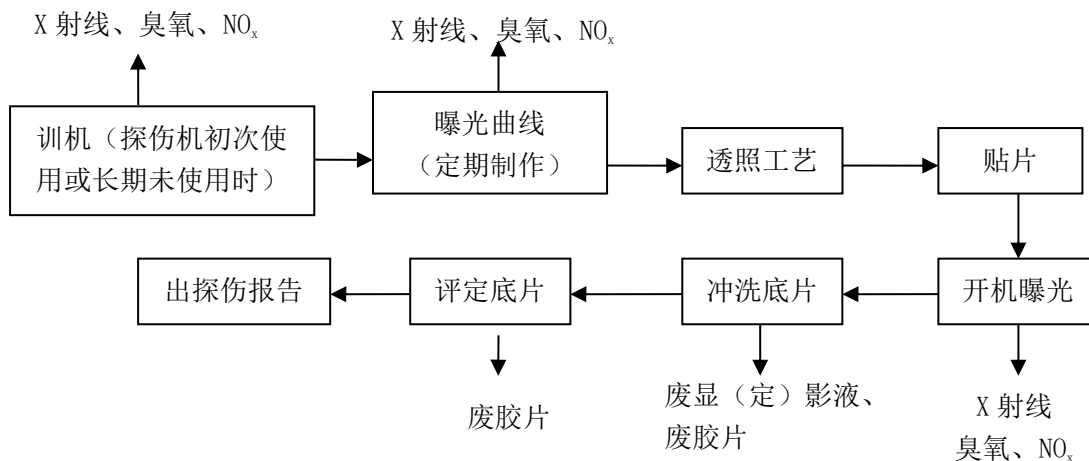 X 射线、臭氧、NOₓ
X 射线、臭氧、NOₓ
训机（探伤机初次使
用或长期未使用时）
曝光曲线
（定期制作）
透照工艺
贴片
出探伤报告
评定底片
冲洗底片
开机曝光
废胶片
废显（定）影液、
废胶片
X 射线
臭氧、NOₓ